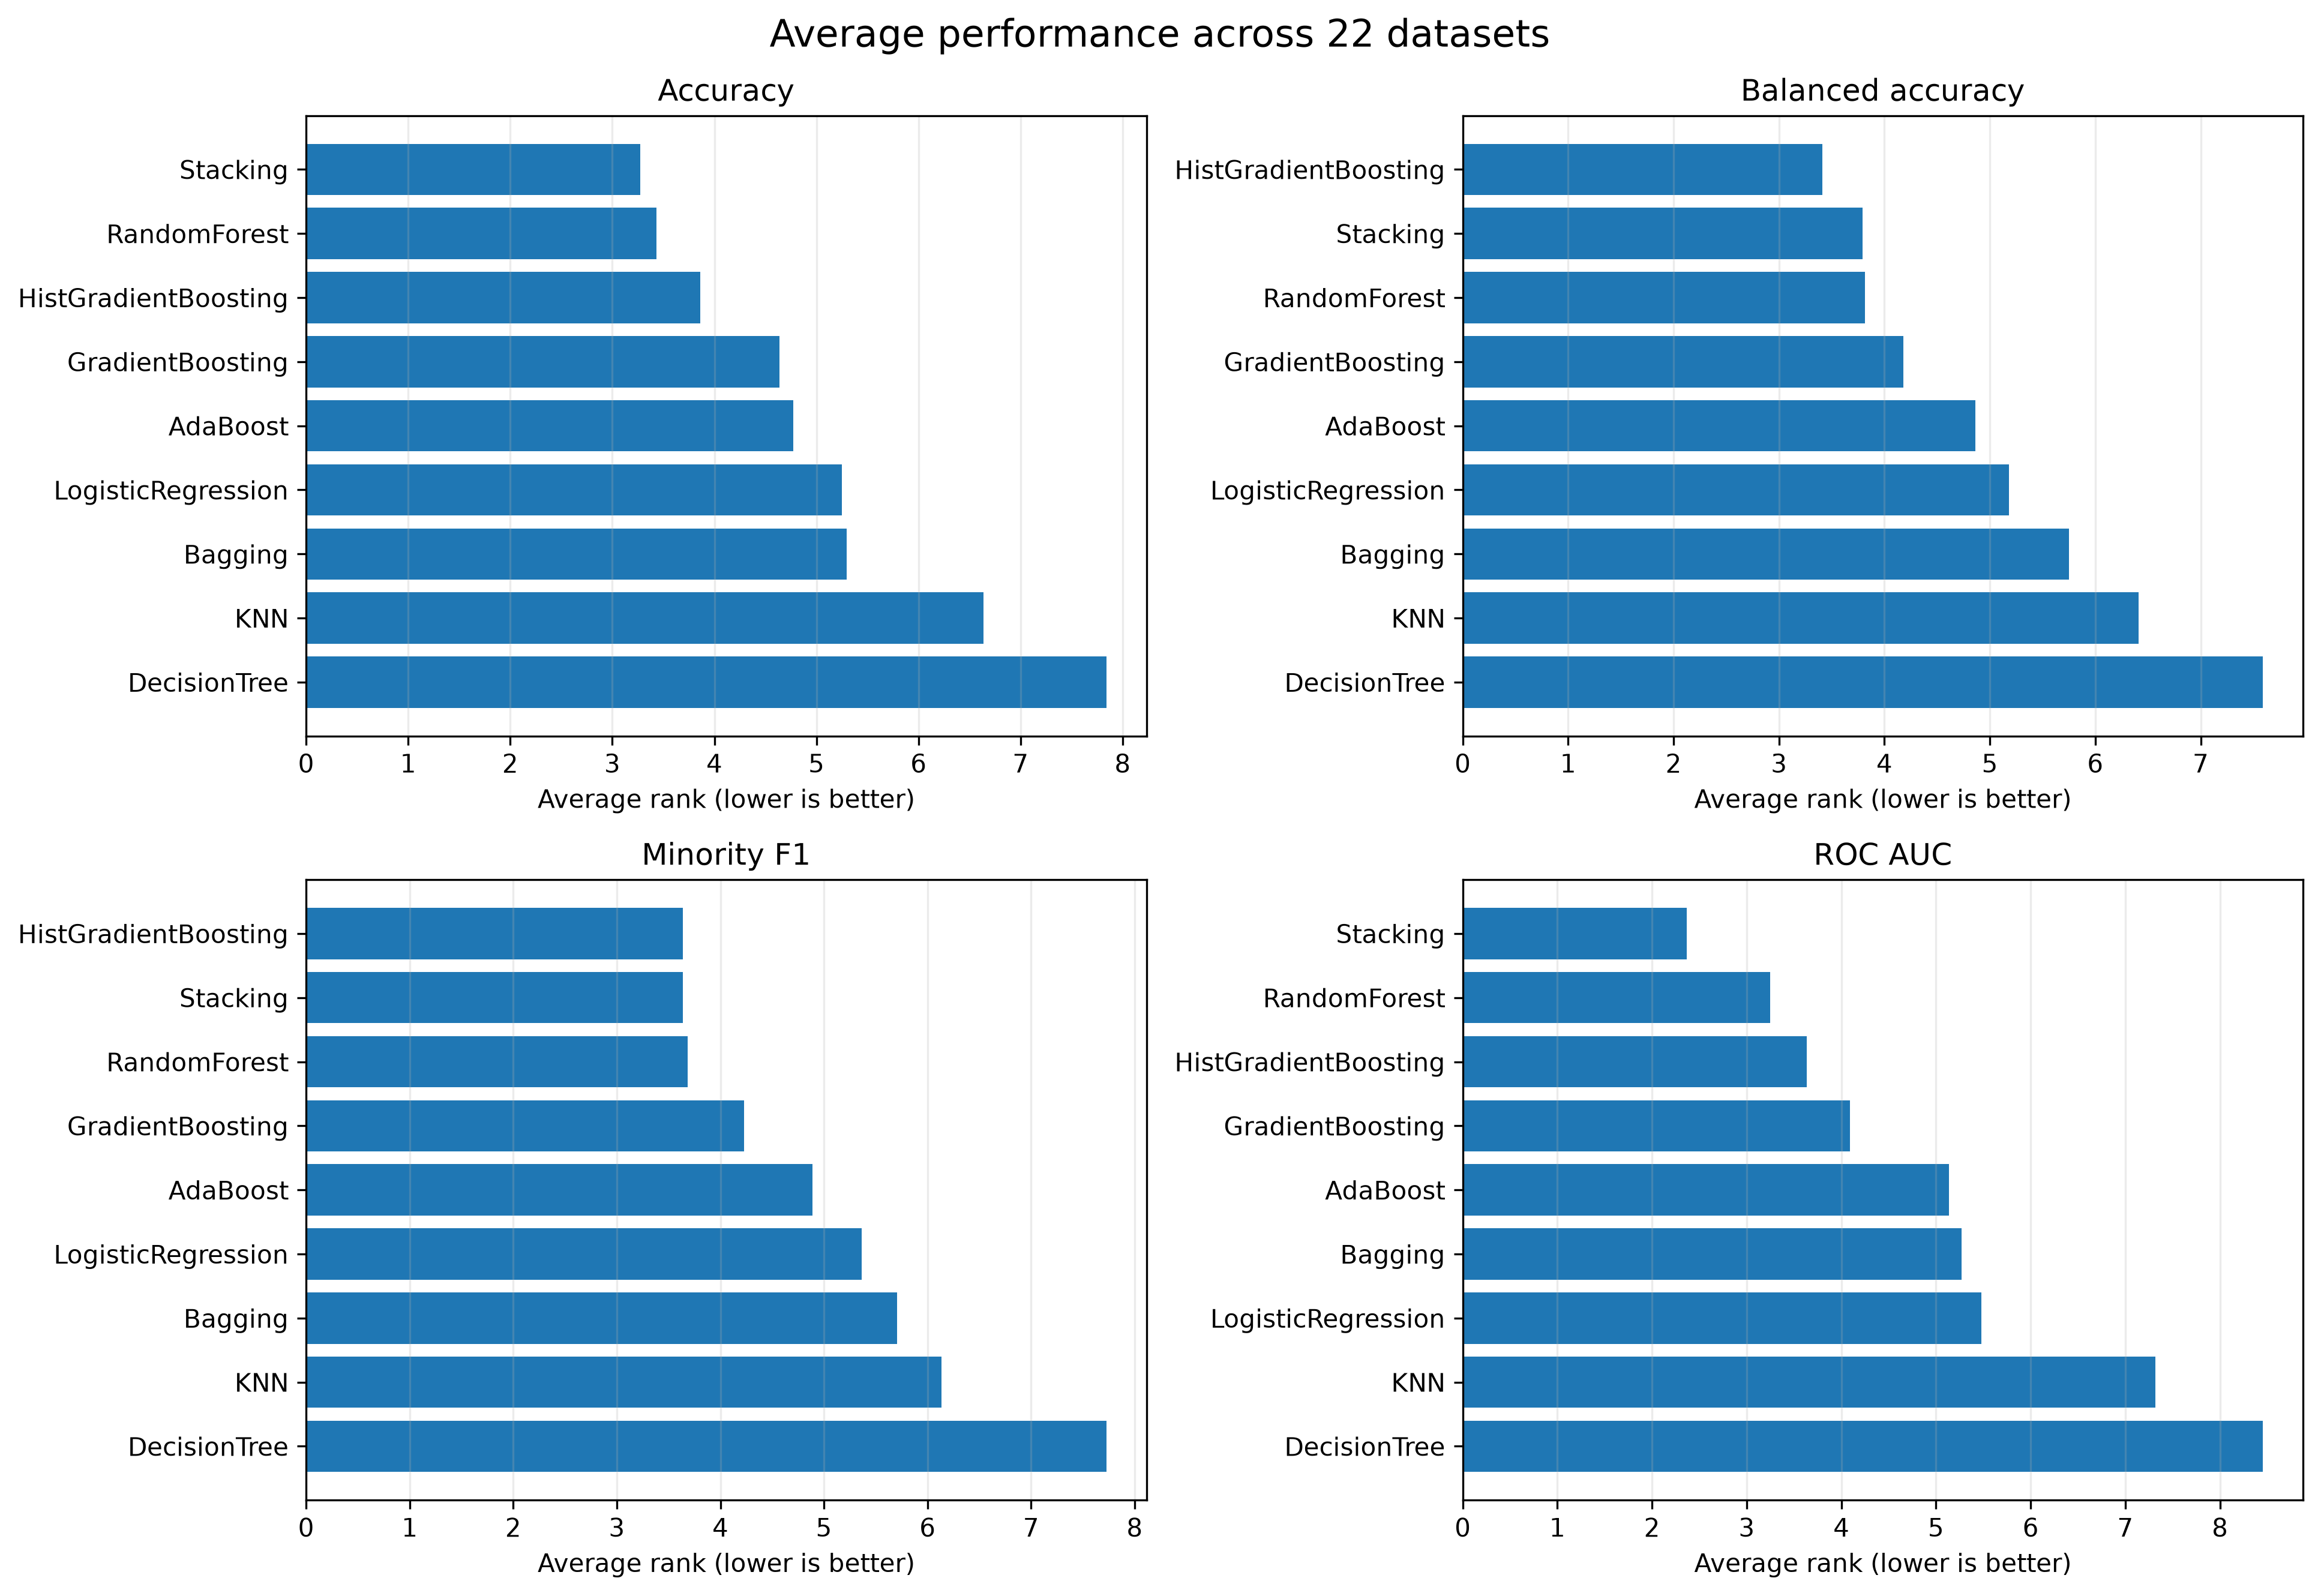 Average performance across 22 datasets
Accuracy
Stacking
RandomForest
HistGradientBoosting
GradientBoosting
AdaBoost
LogisticRegression
Bagging
KNN
DecisionTree
0 1 2 3 4 5 6 7 8
Average rank (lower is better)
Balanced accuracy
HistGradientBoosting
Stacking
RandomForest
GradientBoosting
AdaBoost
LogisticRegression
Bagging
KNN
DecisionTree
0 1 2 3 4 5 6 7
Average rank (lower is better)
Minority F1
HistGradientBoosting
Stacking
RandomForest
GradientBoosting
AdaBoost
LogisticRegression
Bagging
KNN
DecisionTree
0 1 2 3 4 5 6 7 8
Average rank (lower is better)
ROC AUC
Stacking
RandomForest
HistGradientBoosting
GradientBoosting
AdaBoost
Bagging
LogisticRegression
KNN
DecisionTree
0 1 2 3 4 5 6 7 8
Average rank (lower is better)